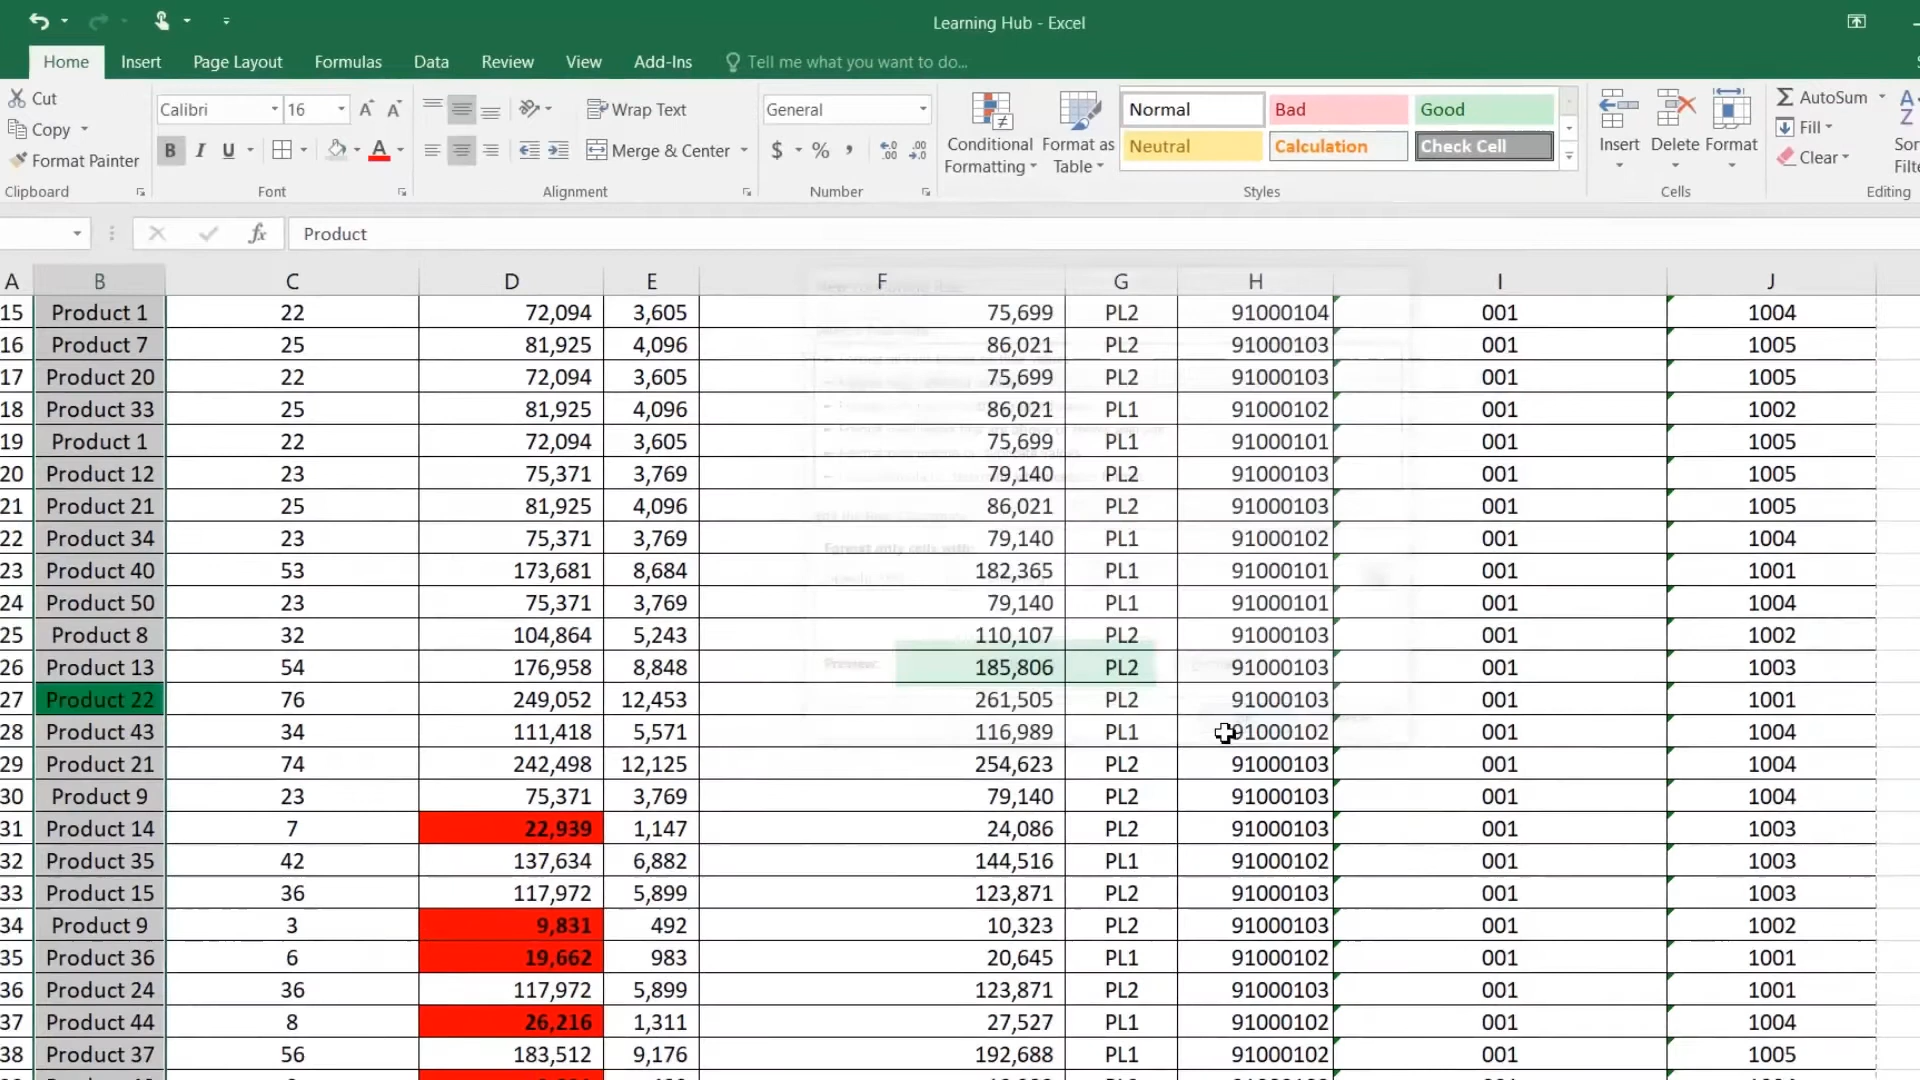 Learning Hub - Excel
Home Insert Page Layout Formulas Data Review View Add-Ins Tell me what you want to do...
Cut
Copy
Format Painter
Clipboard
Calibri 16 A A
B I U A
Font
Wrap Text
Merge & Center
Alignment
General
$ % ,
Number
Conditional Formatting
Format as Table
Normal Bad Good
Neutral Calculation Check Cell
Styles
Insert Delete Format
Cells
AutoSum
Fill
Clear
Editing
fx Product
A B C D E F G H I J
15 Product 1 22 72,094 3,605 75,699 PL2 91000104 001 1004
16 Product 7 25 81,925 4,096 86,021 PL2 91000103 001 1005
17 Product 20 22 72,094 3,605 75,699 PL2 91000103 001 1005
18 Product 33 25 81,925 4,096 86,021 PL1 91000102 001 1002
19 Product 1 22 72,094 3,605 75,699 PL1 91000101 001 1005
20 Product 12 23 75,371 3,769 79,140 PL2 91000103 001 1005
21 Product 21 25 81,925 4,096 86,021 PL2 91000103 001 1005
22 Product 34 23 75,371 3,769 79,140 PL1 91000102 001 1004
23 Product 40 53 173,681 8,684 182,365 PL1 91000101 001 1001
24 Product 50 23 75,371 3,769 79,140 PL1 91000101 001 1004
25 Product 8 32 104,864 5,243 110,107 PL2 91000103 001 1002
26 Product 13 54 176,958 8,848 185,806 PL2 91000103 001 1003
27 Product 22 76 249,052 12,453 261,505 PL2 91000103 001 1001
28 Product 43 34 111,418 5,571 116,989 PL1 91000102 001 1004
29 Product 21 74 242,498 12,125 254,623 PL2 91000103 001 1004
30 Product 9 23 75,371 3,769 79,140 PL2 91000103 001 1004
31 Product 14 7 22,939 1,147 24,086 PL2 91000103 001 1003
32 Product 35 42 137,634 6,882 144,516 PL1 91000102 001 1003
33 Product 15 36 117,972 5,899 123,871 PL2 91000103 001 1003
34 Product 9 3 9,831 492 10,323 PL2 91000103 001 1002
35 Product 36 6 19,662 983 20,645 PL1 91000102 001 1001
36 Product 24 36 117,972 5,899 123,871 PL2 91000103 001 1001
37 Product 44 8 26,216 1,311 27,527 PL1 91000102 001 1004
38 Product 37 56 183,512 9,176 192,688 PL1 91000102 001 1005